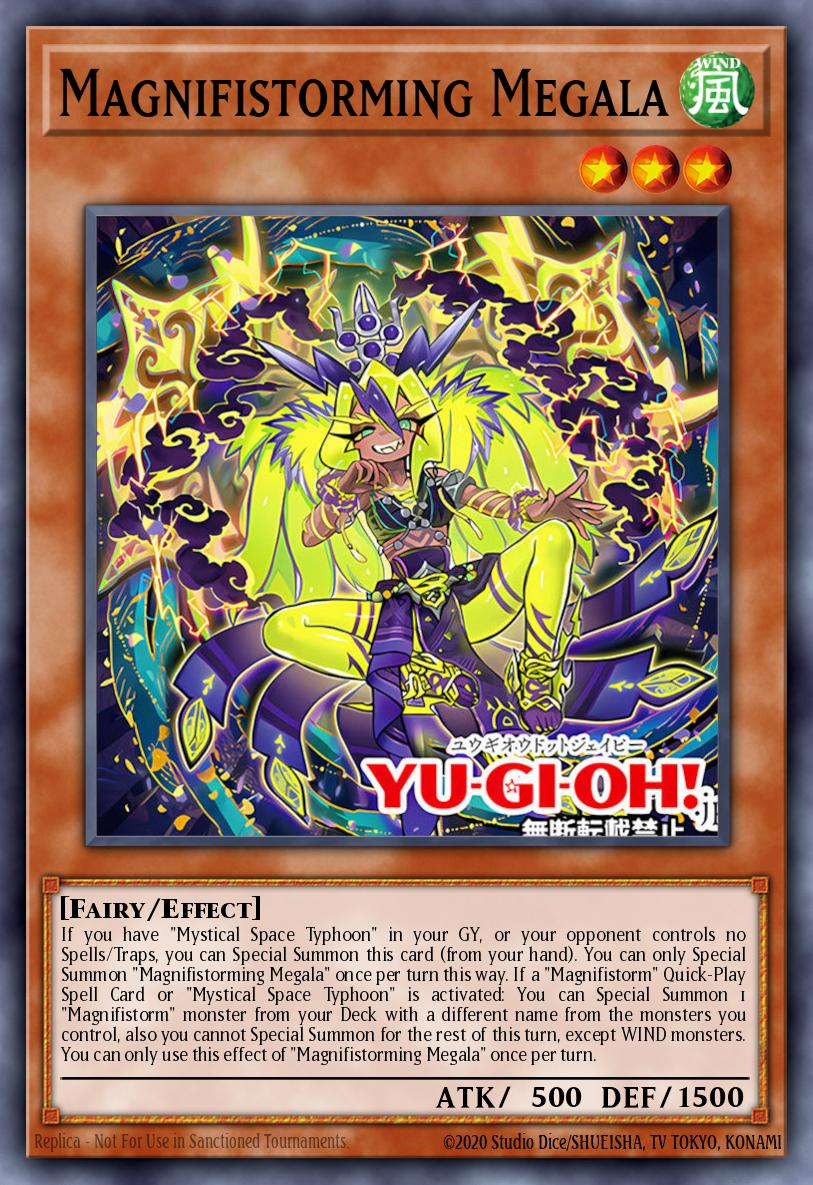 Magnifistorming Megala
WIND
風
ユウギオウドットジェイピー
YU-GI-OH!
無断転載禁止
[Fairy/Effect]
If you have "Mystical Space Typhoon" in your GY, or your opponent controls no
Spells/Traps, you can Special Summon this card (from your hand). You can only Special
Summon "Magnifistorming Megala" once per turn this way. If a "Magnifistorm" Quick-Play
Spell Card or "Mystical Space Typhoon" is activated: You can Special Summon 1
"Magnifistorm" monster from your Deck with a different name from the monsters you
control, also you cannot Special Summon for the rest of this turn, except WIND monsters.
You can only use this effect of "Magnifistorming Megala" once per turn.
ATK/ 500 DEF/1500
Replica - Not For Use in Sanctioned Tournaments.
©2020 Studio Dice/SHUEISHA, TV TOKYO, KONAMI